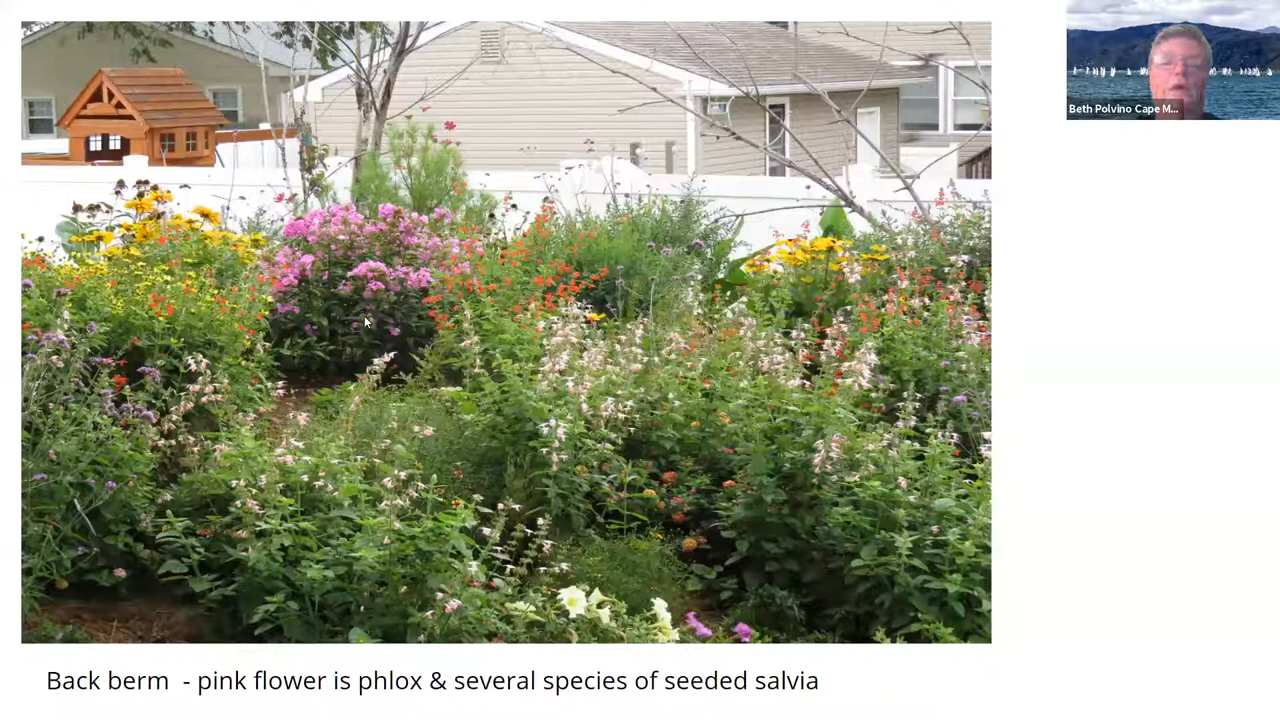 Beth Polvino Cape M...
Back berm - pink flower is phlox & several species of seeded salvia